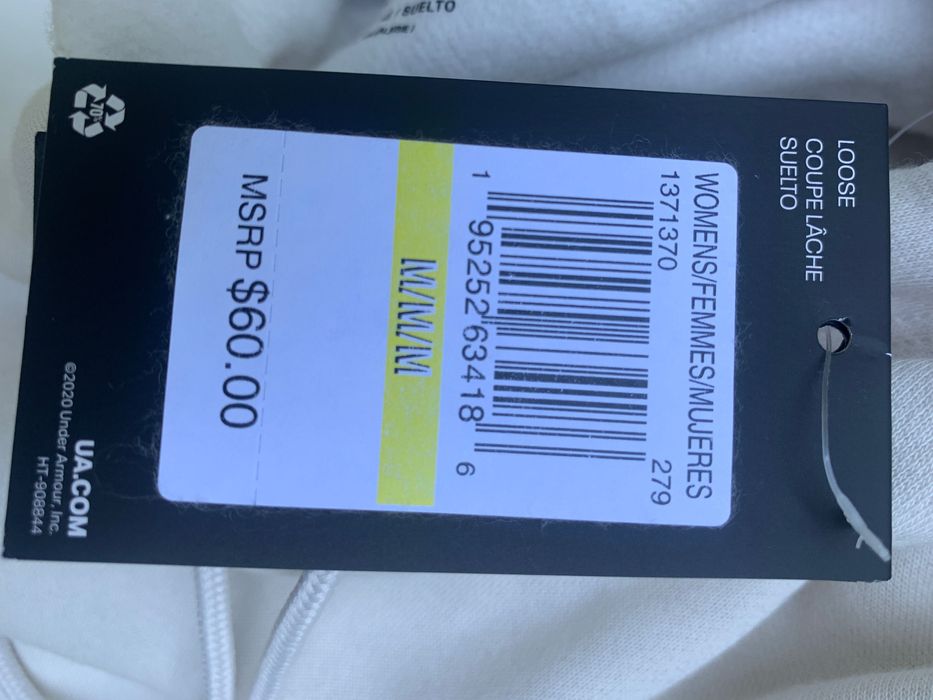 SUELTO
LOOSE
COUPE LÂCHE
SUELTO
WOMENS/FEMMES/MUJERES
1371370 279
1 95252 63418 6
M/M/M
MSRP $60.00
UA.COM
©2020 Under Armour, Inc.
HT-908844